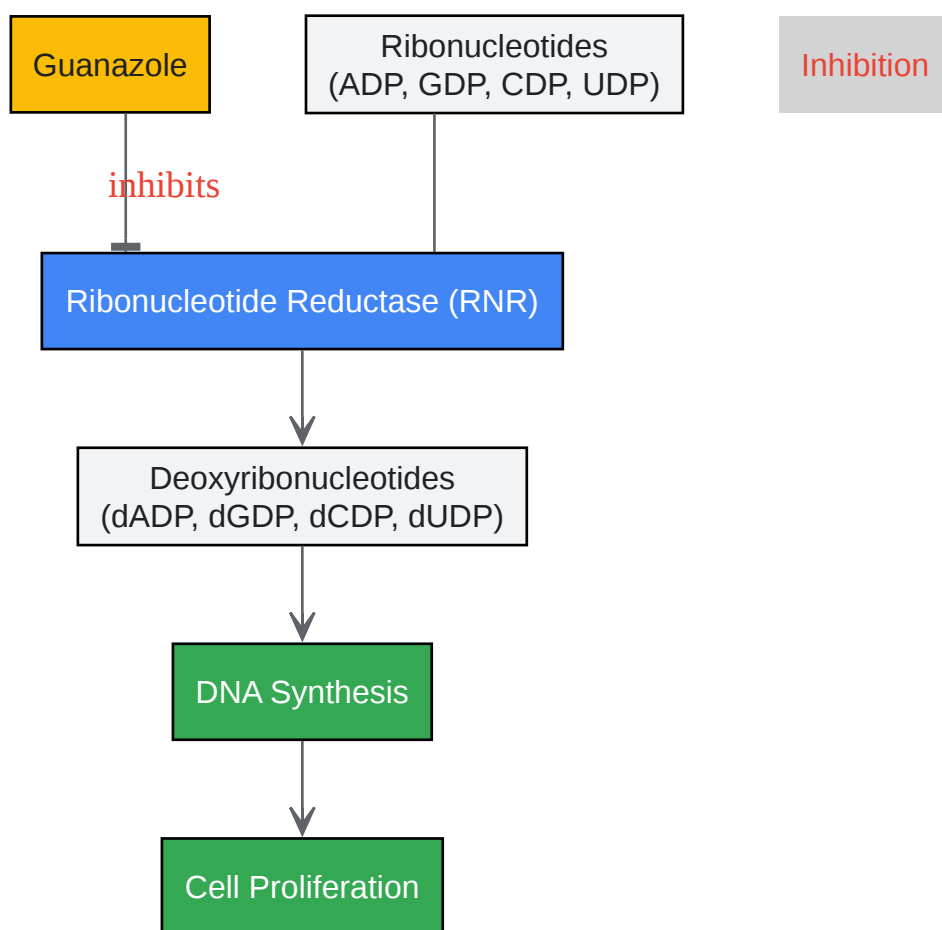 Guanazole
Ribonucleotides
(ADP, GDP, CDP, UDP)
Inhibition
inhibits
Ribonucleotide Reductase (RNR)
Deoxyribonucleotides
(dADP, dGDP, dCDP, dUDP)
DNA Synthesis
Cell Proliferation